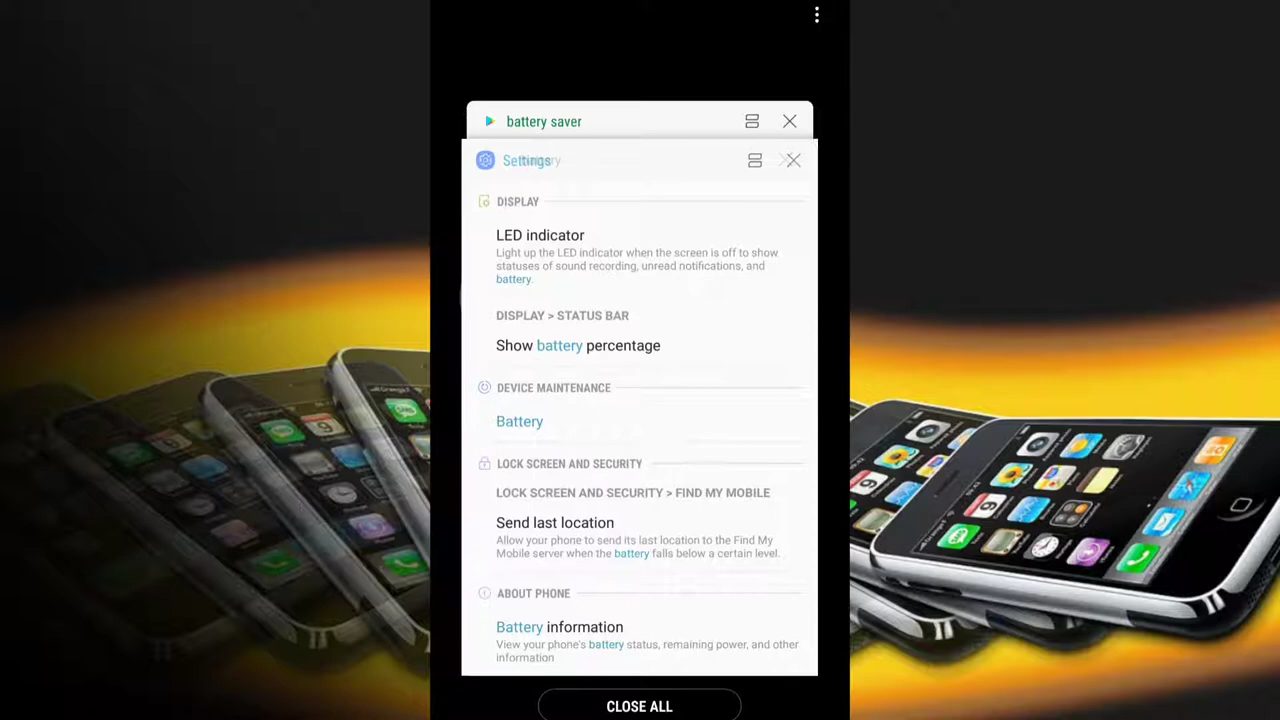 battery saver
Settings
DISPLAY
LED indicator
Light up the LED indicator when the screen is off to show
statuses of sound recording, unread notifications, and
battery.
DISPLAY > STATUS BAR
Show battery percentage
DEVICE MAINTENANCE
Battery
LOCK SCREEN AND SECURITY
LOCK SCREEN AND SECURITY > FIND MY MOBILE
Send last location
Allow your phone to send its last location to the Find My
Mobile server when the battery falls below a certain level.
ABOUT PHONE
Battery information
View your phone's battery status, remaining power, and other
information
CLOSE ALL